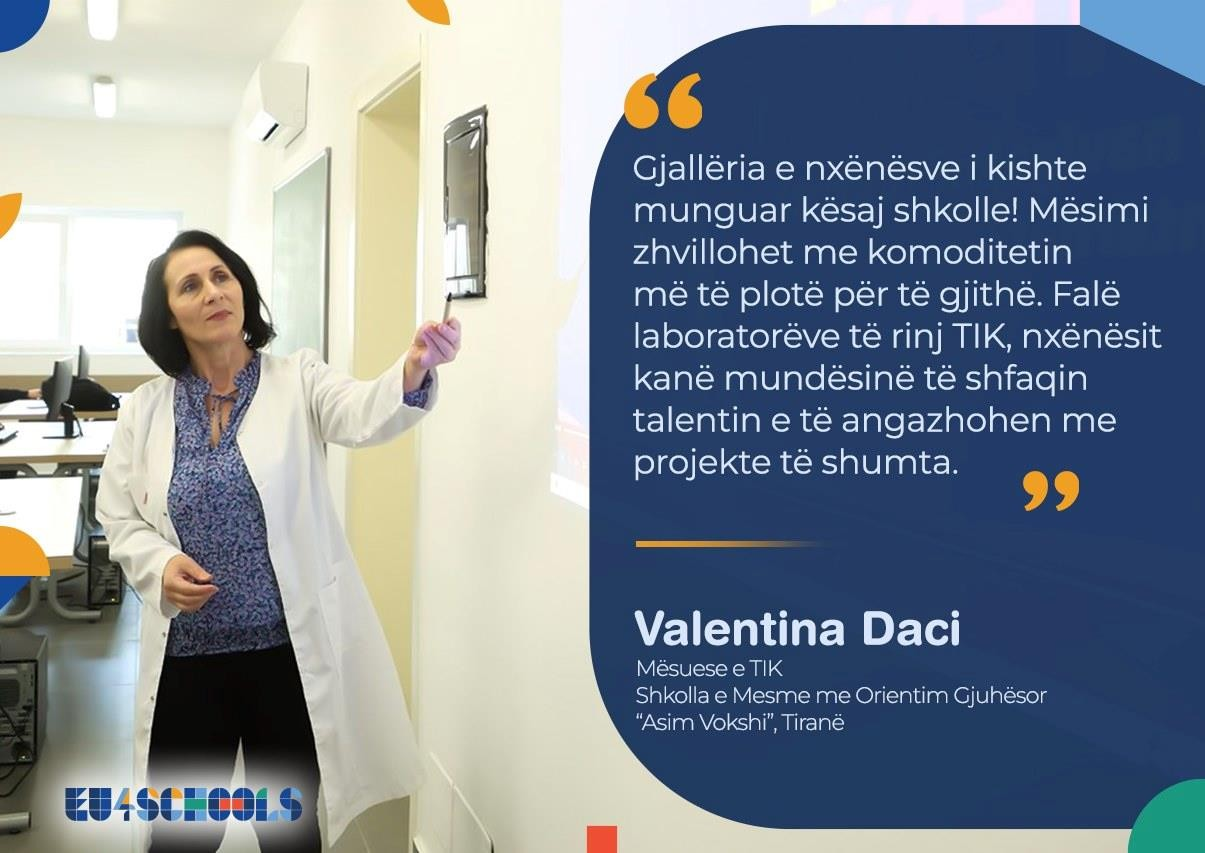 Gjallëria e nxënësve i kishte
munguar kësaj shkolle! Mësimi
zhvillohet me komoditetin
më të plotë për të gjithë. Falë
laboratorëve të rinj TIK, nxënësit
kanë mundësinë të shfaqin
talentin e të angazhohen me
projekte të shumta.
Valentina Daci
Mësuese e TIK
Shkolla e Mesme me Orientim Gjuhësor
“Asim Vokshi”, Tiranë
EU4SCHOOLS